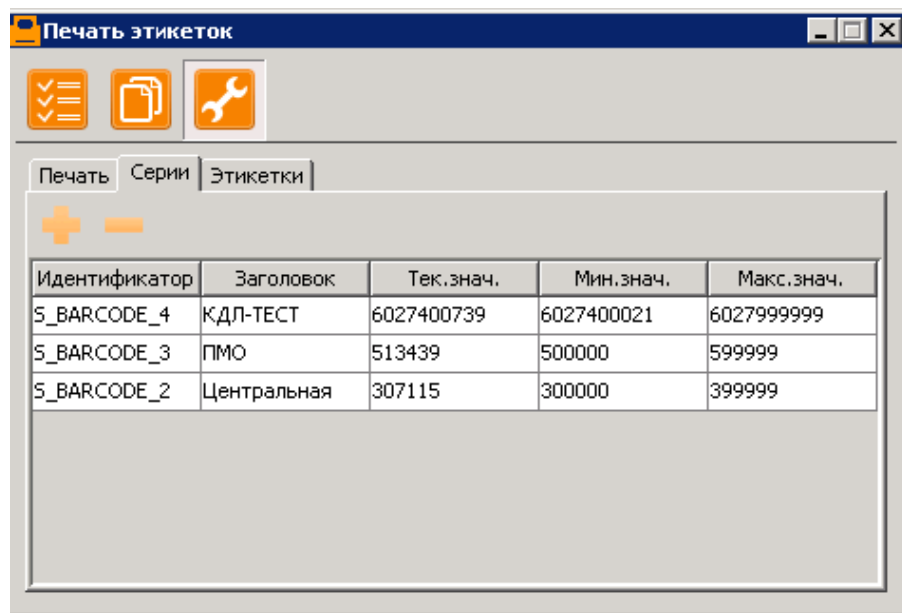 Печать этикеток
Печать Серии Этикетки
Идентификатор Заголовок Тек.знач. Мин.знач. Макс.знач.
S_BARCODE_4 КДЛ-ТЕСТ 6027400739 6027400021 6027999999
S_BARCODE_3 ПМО 513439 500000 599999
S_BARCODE_2 Центральная 307115 300000 399999